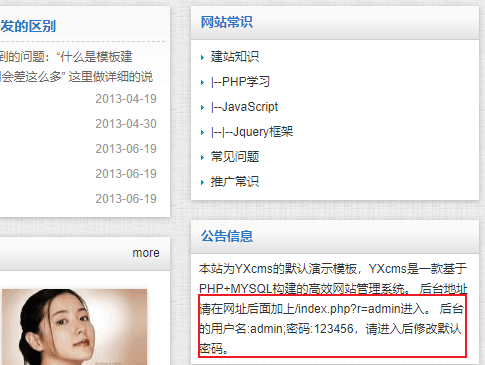 发的区别
到的问题：“什么是模板建
会差这么多” 这里做详细的说
2013-04-19
2013-04-30
2013-06-19
2013-06-19
2013-06-19
more
网站常识
建站知识
|--PHP学习
|--JavaScript
|--|--Jquery框架
常见问题
推广常识
公告信息
本站为YXcms的默认演示模板，YXcms是一款基于
PHP+MYSQL构建的高效网站管理系统。 后台地址
请在网址后面加上/index.php?r=admin进入。 后台
的用户名:admin;密码:123456，请进入后修改默认
密码。